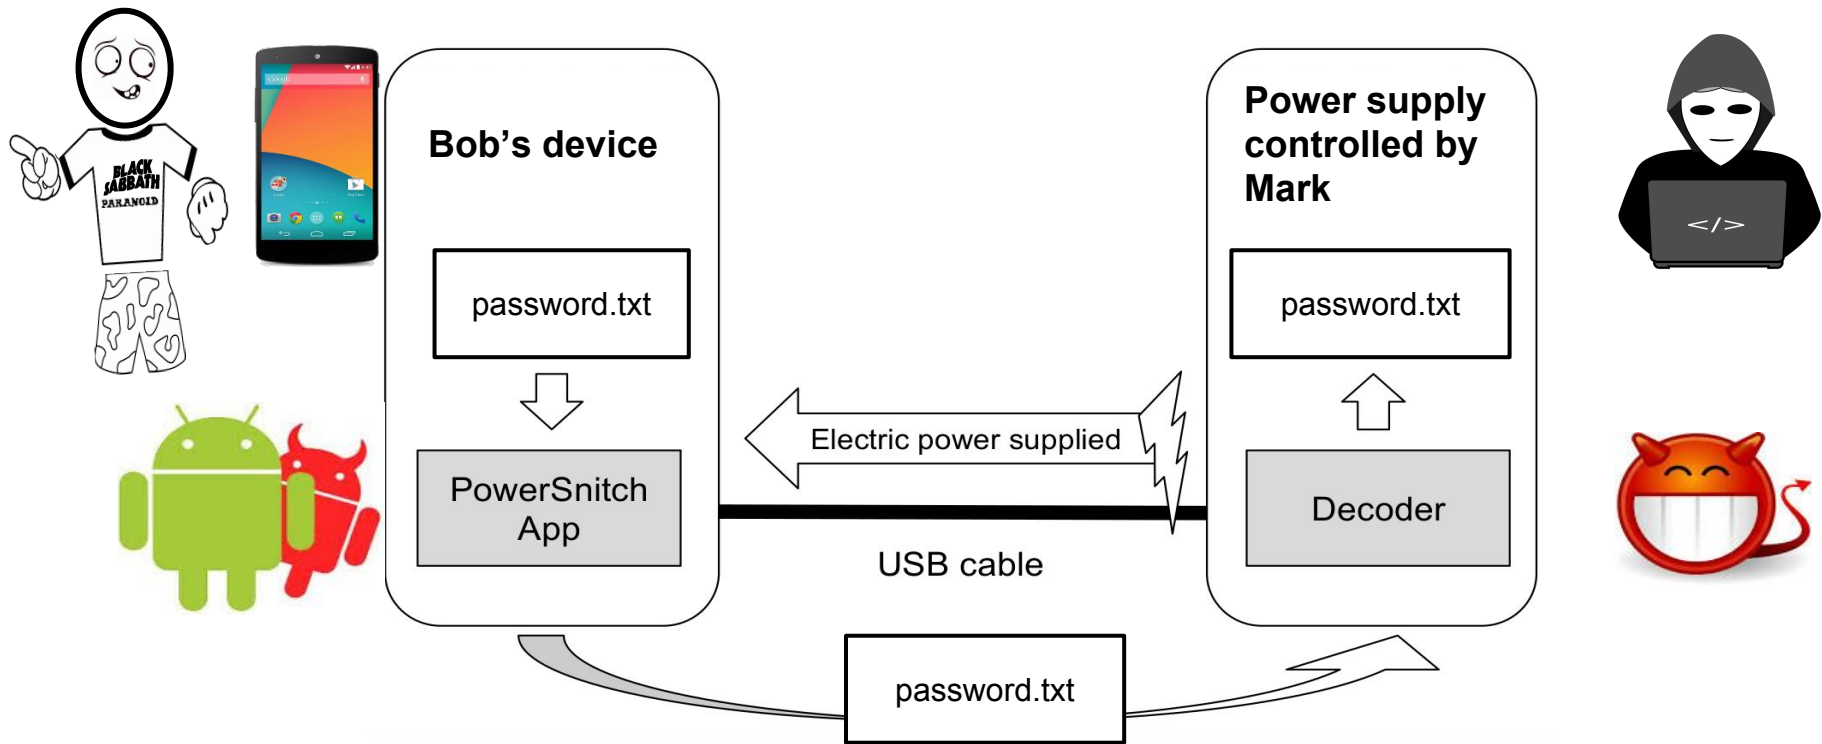 BLACK
SABBATH
PARANOID
Google
Bob's device
password.txt
PowerSnitch
App
Electric power supplied
USB cable
password.txt
Power supply
controlled by
Mark
password.txt
Decoder
</>